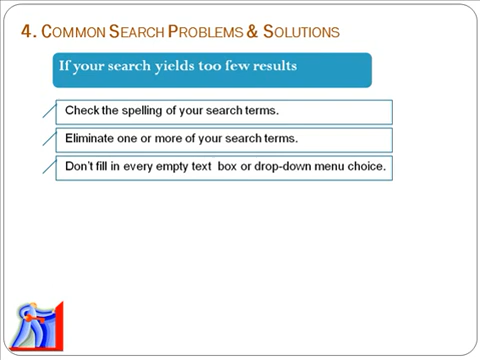 4. COMMON SEARCH PROBLEMS & SOLUTIONS
If your search yields too few results
Check the spelling of your search terms.
Eliminate one or more of your search terms.
Don't fill in every empty text box or drop-down menu choice.